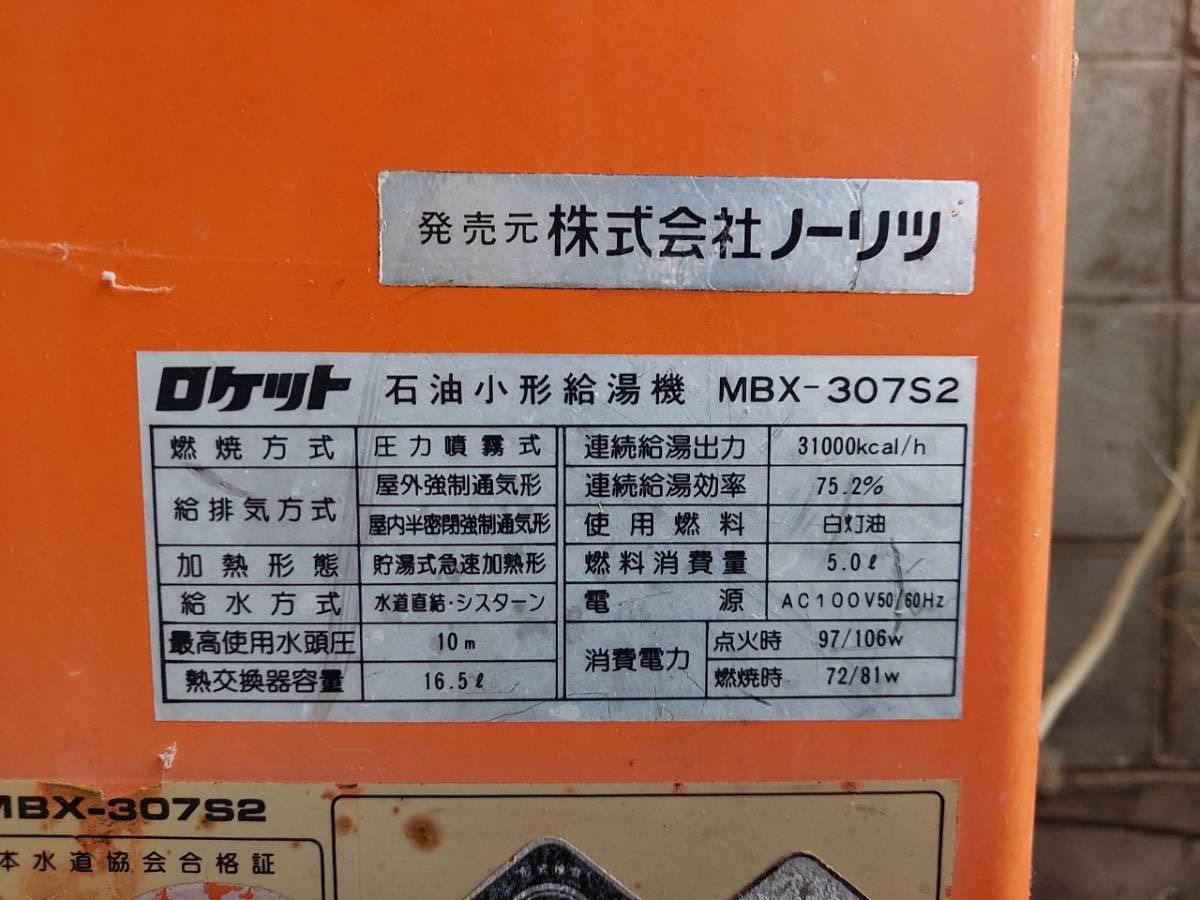 発売元 株式会社ノーリツ
ロケット 石油小形給湯機 MBX-307S2
燃焼方式 圧力噴霧式 連続給湯出力 31000kcal/h
給排気方式 屋外強制通気形 連続給湯効率 75.2%
屋内半密閉強制通気形 使用燃料 白灯油
加熱形態 貯湯式急速加熱形 燃料消費量 5.0ℓ
給水方式 水道直結・シスターン 電源 AC100V50/60Hz
最高使用水頭圧 10m 消費電力 点火時 97/106w
熱交換器容量 16.5ℓ 燃焼時 72/81w
MBX-307S2
本水道協会合格証